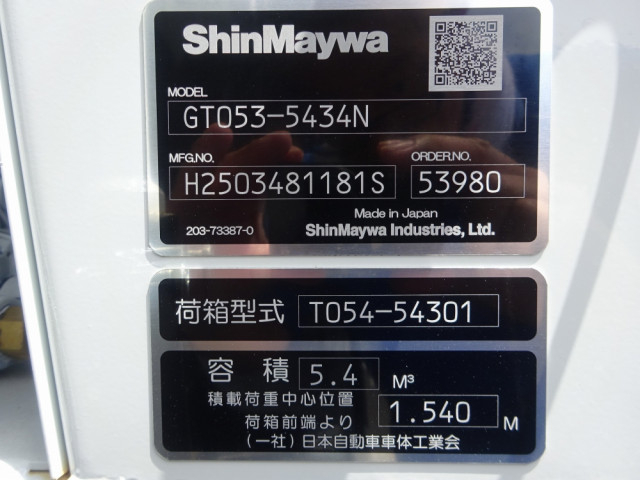 ShinMaywa
MODEL
GT053-5434N
MFG.NO. ORDER.NO.
H2503481181S 53980
Made in Japan
203-73387-0 ShinMaywa Industries, Ltd.
荷箱型式 T054-54301
容積 5.4 M³
積載荷重中心位置
荷箱前端より 1.540 M
(一社)日本自動車車体工業会